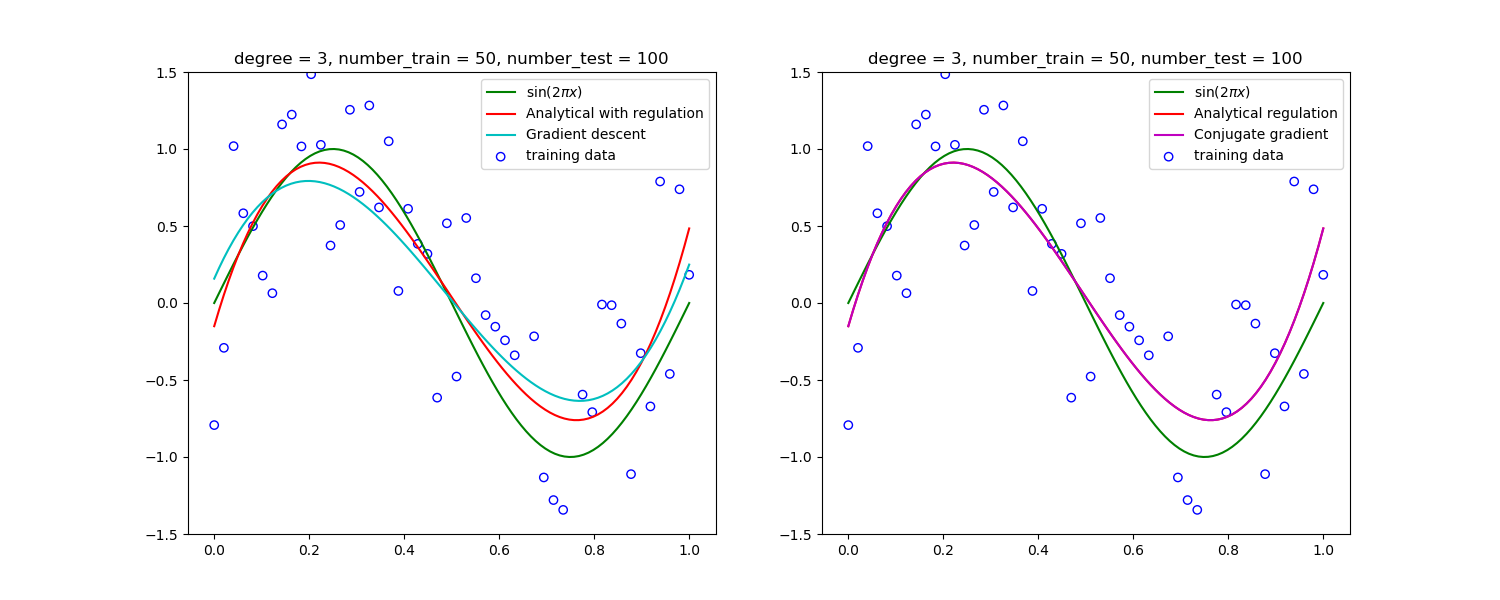 degree = 3, number_train = 50, number_test = 100
1.5
1.0
0.5
0.0
−0.5
−1.0
−1.5
0.0 0.2 0.4 0.6 0.8 1.0
sin(2πx)
Analytical with regulation
Gradient descent
training data
degree = 3, number_train = 50, number_test = 100
1.5
1.0
0.5
0.0
−0.5
−1.0
−1.5
0.0 0.2 0.4 0.6 0.8 1.0
sin(2πx)
Analytical regulation
Conjugate gradient
training data